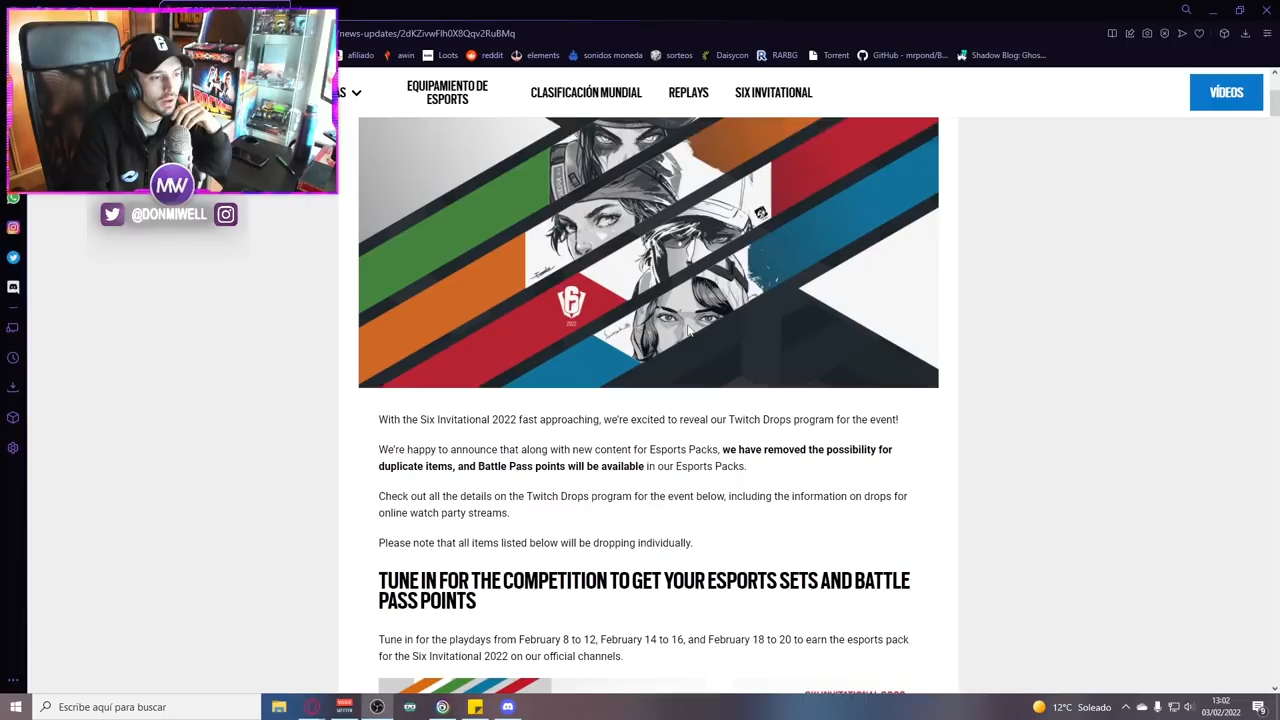 /news-updates/2dKZivwFlh0X8Qqv2RuBMq
afiliado
awin
Loots
reddit
elements
sonidos moneda
sorteos
Daisycon
RARBG
Torrent
GitHub - mrpond/B...
Shadow Blog: Ghos...
AS
EQUIPAMIENTO DE
ESPORTS
CLASIFICACIÓN MUNDIAL
REPLAYS
SIX INVITATIONAL
VÍDEOS
MW
@DONMIWELL
With the Six Invitational 2022 fast approaching, we're excited to reveal our Twitch Drops program for the event!
We're happy to announce that along with new content for Esports Packs, we have removed the possibility for
duplicate items, and Battle Pass points will be available in our Esports Packs.
Check out all the details on the Twitch Drops program for the event below, including the information on drops for
online watch party streams.
Please note that all items listed below will be dropping individually.
TUNE IN FOR THE COMPETITION TO GET YOUR ESPORTS SETS AND BATTLE
PASS POINTS
Tune in for the playdays from February 8 to 12, February 14 to 16, and February 18 to 20 to earn the esports pack
for the Six Invitational 2022 on our official channels.
SIX INVITATIONAL 2022
Escribe aquí para buscar
12°C Soleado
13:02
03/02/2022